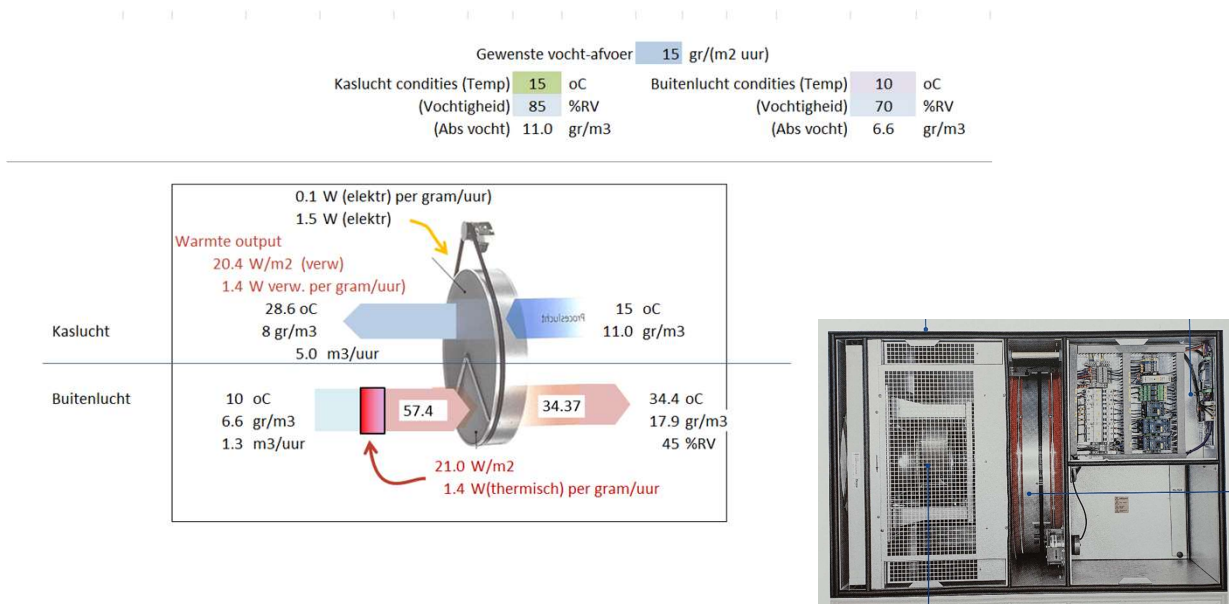 Gewenste vocht-afvoer 15 gr/(m2 uur)
Kaslucht condities (Temp) 15 oC Buitenlucht condities (Temp) 10 oC
(Vochtigheid) 85 %RV (Vochtigheid) 70 %RV
(Abs vocht) 11.0 gr/m3 (Abs vocht) 6.6 gr/m3
0.1 W (elektr) per gram/uur)
1.5 W (elektr)
Warmte output
20.4 W/m2 (verw)
1.4 W verw. per gram/uur)
28.6 oC
8 gr/m3
5.0 m3/uur
Proceslucht
15 oC
11.0 gr/m3
Kaslucht
Buitenlucht
10 oC
6.6 gr/m3
1.3 m3/uur
57.4
34.37
34.4 oC
17.9 gr/m3
45 %RV
21.0 W/m2
1.4 W(thermisch) per gram/uur